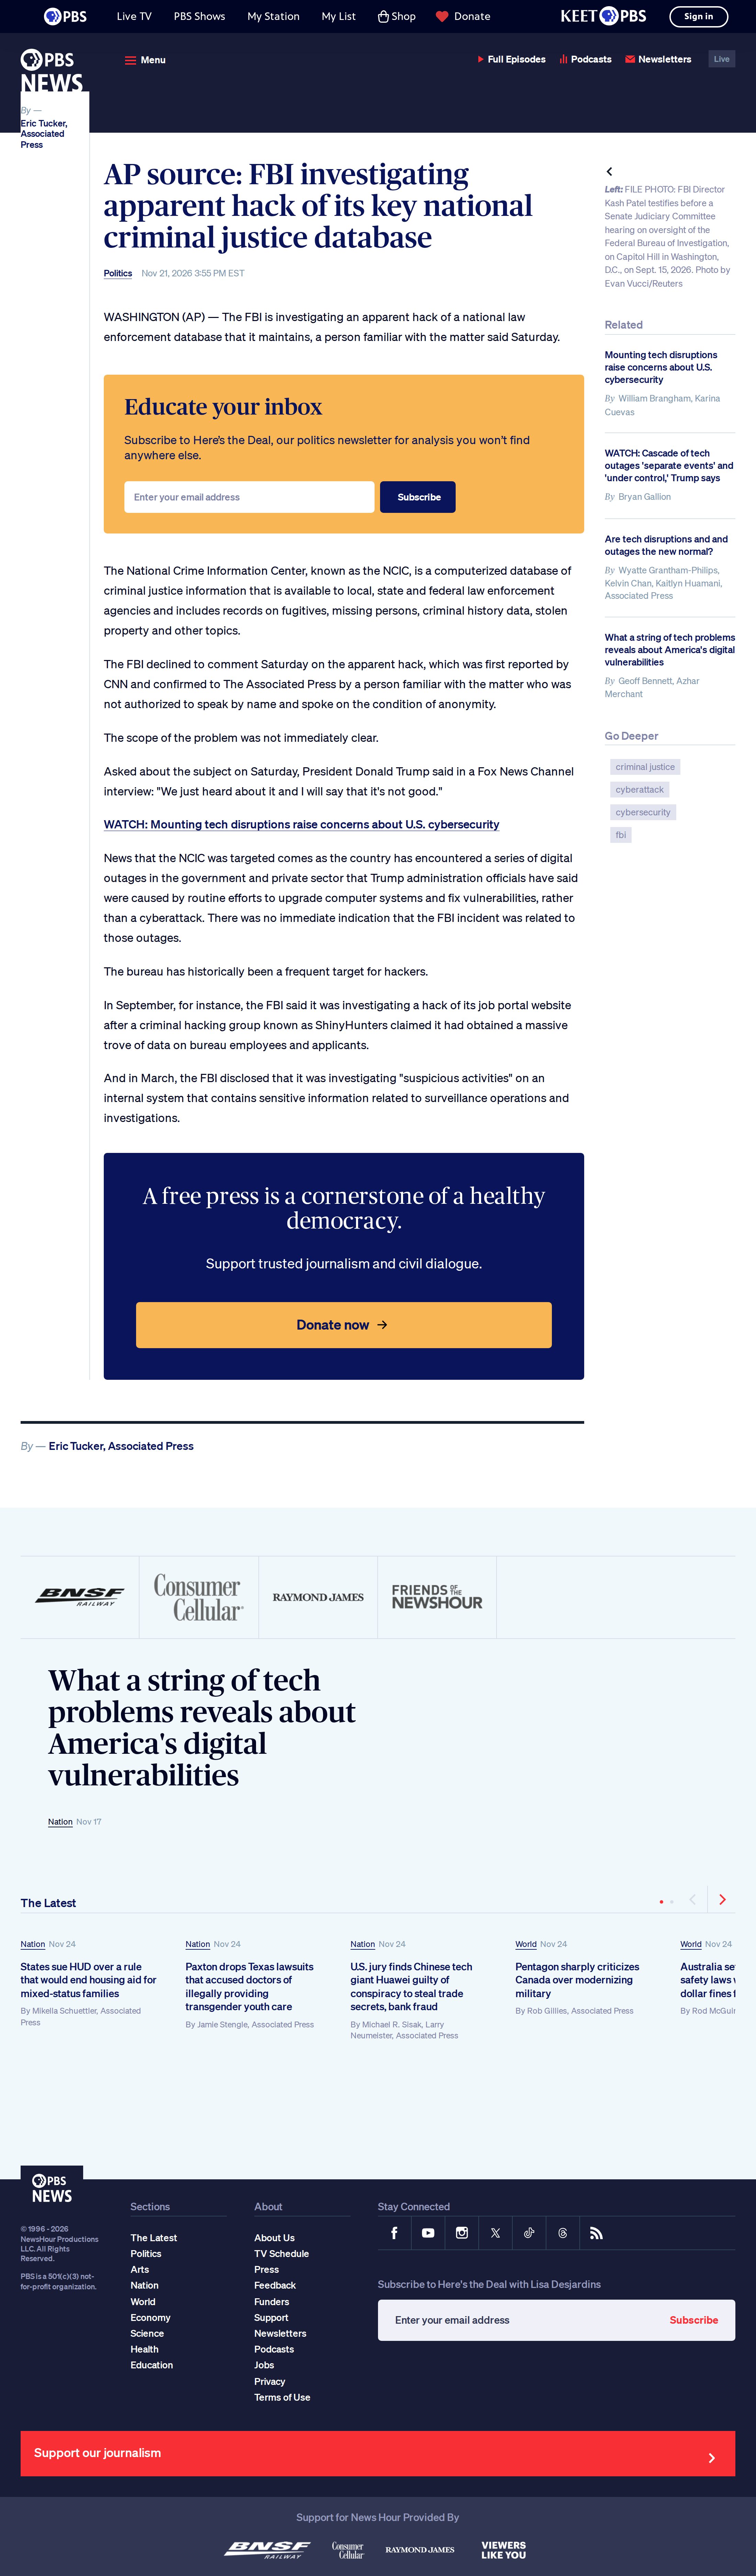 PBS
Live TV
PBS Shows
My Station
My List
Shop
Donate
KEET PBS
Sign in
PBS
NEWS
Menu
Full Episodes
Podcasts
Newsletters
Live
By —
Eric Tucker,
Associated
Press
AP source: FBI investigating
apparent hack of its key national
criminal justice database
Politics Nov 21, 2026 3:55 PM EST
WASHINGTON (AP) — The FBI is investigating an apparent hack of a national law
enforcement database that it maintains, a person familiar with the matter said Saturday.
Educate your inbox
Subscribe to Here's the Deal, our politics newsletter for analysis you won't find
anywhere else.
Enter your email address
Subscribe
The National Crime Information Center, known as the NCIC, is a computerized database of
criminal justice information that is available to local, state and federal law enforcement
agencies and includes records on fugitives, missing persons, criminal history data, stolen
property and other topics.
The FBI declined to comment Saturday on the apparent hack, which was first reported by
CNN and confirmed to The Associated Press by a person familiar with the matter who was
not authorized to speak by name and spoke on the condition of anonymity.
The scope of the problem was not immediately clear.
Asked about the subject on Saturday, President Donald Trump said in a Fox News Channel
interview: "We just heard about it and I will say that it's not good."
WATCH: Mounting tech disruptions raise concerns about U.S. cybersecurity
News that the NCIC was targeted comes as the country has encountered a series of digital
outages in the government and private sector that Trump administration officials have said
were caused by routine efforts to upgrade computer systems and fix vulnerabilities, rather
than a cyberattack. There was no immediate indication that the FBI incident was related to
those outages.
The bureau has historically been a frequent target for hackers.
In September, for instance, the FBI said it was investigating a hack of its job portal website
after a criminal hacking group known as ShinyHunters claimed it had obtained a massive
trove of data on bureau employees and applicants.
And in March, the FBI disclosed that it was investigating "suspicious activities" on an
internal system that contains sensitive information related to surveillance operations and
investigations.
A free press is a cornerstone of a healthy
democracy.
Support trusted journalism and civil dialogue.
Donate now
By — Eric Tucker, Associated Press
Left: FILE PHOTO: FBI Director
Kash Patel testifies before a
Senate Judiciary Committee
hearing on oversight of the
Federal Bureau of Investigation,
on Capitol Hill in Washington,
D.C., on Sept. 15, 2026. Photo by
Evan Vucci/Reuters
Related
Mounting tech disruptions
raise concerns about U.S.
cybersecurity
By William Brangham, Karina
Cuevas
WATCH: Cascade of tech
outages 'separate events' and
'under control,' Trump says
By Bryan Gallion
Are tech disruptions and and
outages the new normal?
By Wyatte Grantham-Philips,
Kelvin Chan, Kaitlyn Huamani,
Associated Press
What a string of tech problems
reveals about America's digital
vulnerabilities
By Geoff Bennett, Azhar
Merchant
Go Deeper
criminal justice
cyberattack
cybersecurity
fbi
BNSF
RAILWAY
Consumer
Cellular
RAYMOND JAMES
FRIENDS OF THE
NEWSHOUR
What a string of tech
problems reveals about
America's digital
vulnerabilities
Nation Nov 17
The Latest
Nation Nov 24
States sue HUD over a rule
that would end housing aid for
mixed-status families
By Mikella Schuettler, Associated
Press
Nation Nov 24
Paxton drops Texas lawsuits
that accused doctors of
illegally providing
transgender youth care
By Jamie Stengle, Associated Press
Nation Nov 24
U.S. jury finds Chinese tech
giant Huawei guilty of
conspiracy to steal trade
secrets, bank fraud
By Michael R. Sisak, Larry
Neumeister, Associated Press
World Nov 24
Pentagon sharply criticizes
Canada over modernizing
military
By Rob Gillies, Associated Press
World Nov 24
Australia se
safety laws
dollar fines
By Rod McGui
PBS
NEWS
© 1996 - 2026
NewsHour Productions
LLC. All Rights
Reserved.
PBS is a 501(c)(3) not-
for-profit organization.
Sections
The Latest
Politics
Arts
Nation
World
Economy
Science
Health
Education
About
About Us
TV Schedule
Press
Feedback
Funders
Support
Newsletters
Podcasts
Jobs
Privacy
Terms of Use
Stay Connected
Subscribe to Here's the Deal with Lisa Desjardins
Enter your email address
Subscribe
Support our journalism
Support for News Hour Provided By
BNSF
RAILWAY
Consumer
Cellular
RAYMOND JAMES
VIEWERS
LIKE YOU